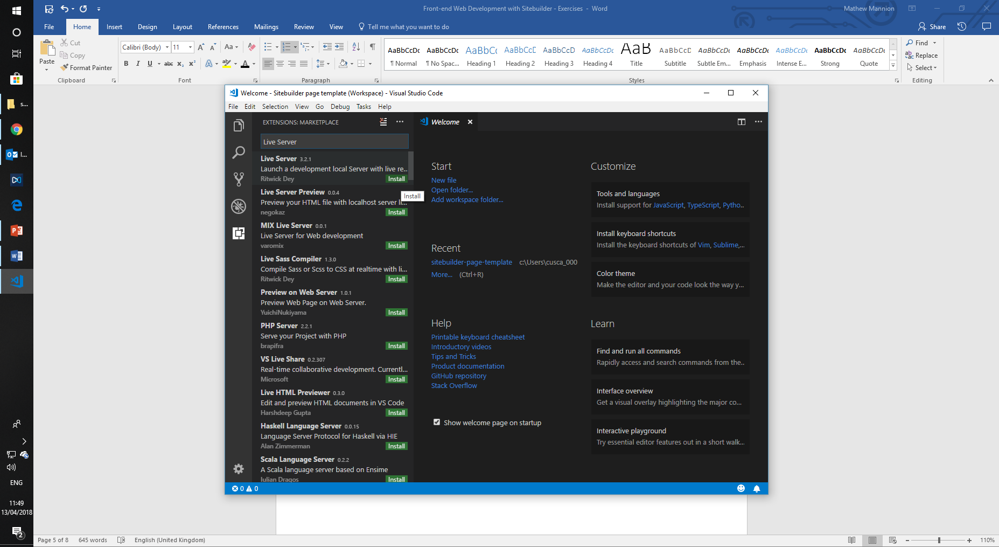 Front-end Web Development with Sitebuilder - Exercises - Word
Mathew Mannion
File Home Insert Design Layout References Mailings Review View Tell me what you want to do
Share
Paste
Cut
Copy
Format Painter
Clipboard
Calibri (Body) 11
Aa
B I U abc x₂ x²
Font
Paragraph
AaBbCcDc AaBbCcDc AaBbCc AaBbCcC AaBbCcD AaBbCcDc AaB AaBbCcD AaBbCcDc AaBbCcDc AaBbCcDc AaBbCcDc AaBbCcDc
¶ Normal ¶ No Spac... Heading 1 Heading 2 Heading 3 Heading 4 Title Subtitle Subtle Em... Emphasis Intense E... Strong Quote
Styles
Find
Replace
Select
Editing
Welcome - Sitebuilder page template (Workspace) - Visual Studio Code
File Edit Selection View Go Debug Tasks Help
EXTENSIONS: MARKETPLACE
Live Server
Live Server 3.2.1
Launch a development local Server with live re...
Ritwick Dey Install
Live Server Preview 0.0.4
Install
Preview your HTML file with localhost server li...
negokaz Install
MIX Live Server 0.0.1
Live Server for Web development
varomix Install
Live Sass Compiler 1.3.0
Compile Sass or Scss to CSS at realtime with li...
Ritwick Dey Install
Preview on Web Server 1.0.1
Preview Web Page on Web Server.
YuichiNukiyama Install
PHP Server 2.2.1
Serve your Project with PHP
brapifra Install
VS Live Share 0.2.307
Real-time collaborative development. Currentl...
Microsoft Install
Live HTML Previewer 0.3.0
Edit and preview HTML documents in VS Code
Harshdeep Gupta Install
Haskell Language Server 0.0.15
Language Server Protocol for Haskell via HIE
Alan Zimmerman Install
Scala Language Server 0.2.2
A Scala language server based on Ensime
Iulian Dragos Install
Welcome
Start
New file
Open folder...
Add workspace folder...
Recent
sitebuilder-page-template c:\Users\cusca_000
More... (Ctrl+R)
Help
Printable keyboard cheatsheet
Introductory videos
Tips and Tricks
Product documentation
GitHub repository
Stack Overflow
Show welcome page on startup
Customize
Tools and languages
Install support for JavaScript, TypeScript, Pytho..
Install keyboard shortcuts
Install the keyboard shortcuts of Vim, Sublime,...
Color theme
Make the editor and your code look the way y...
Learn
Find and run all commands
Rapidly access and search commands from the..
Interface overview
Get a visual overlay highlighting the major co...
Interactive playground
Try essential editor features out in a short walk...
0 0
s...
I...
ENG
11:49
13/04/2018
2
Page 5 of 8 645 words English (United Kingdom)
110%